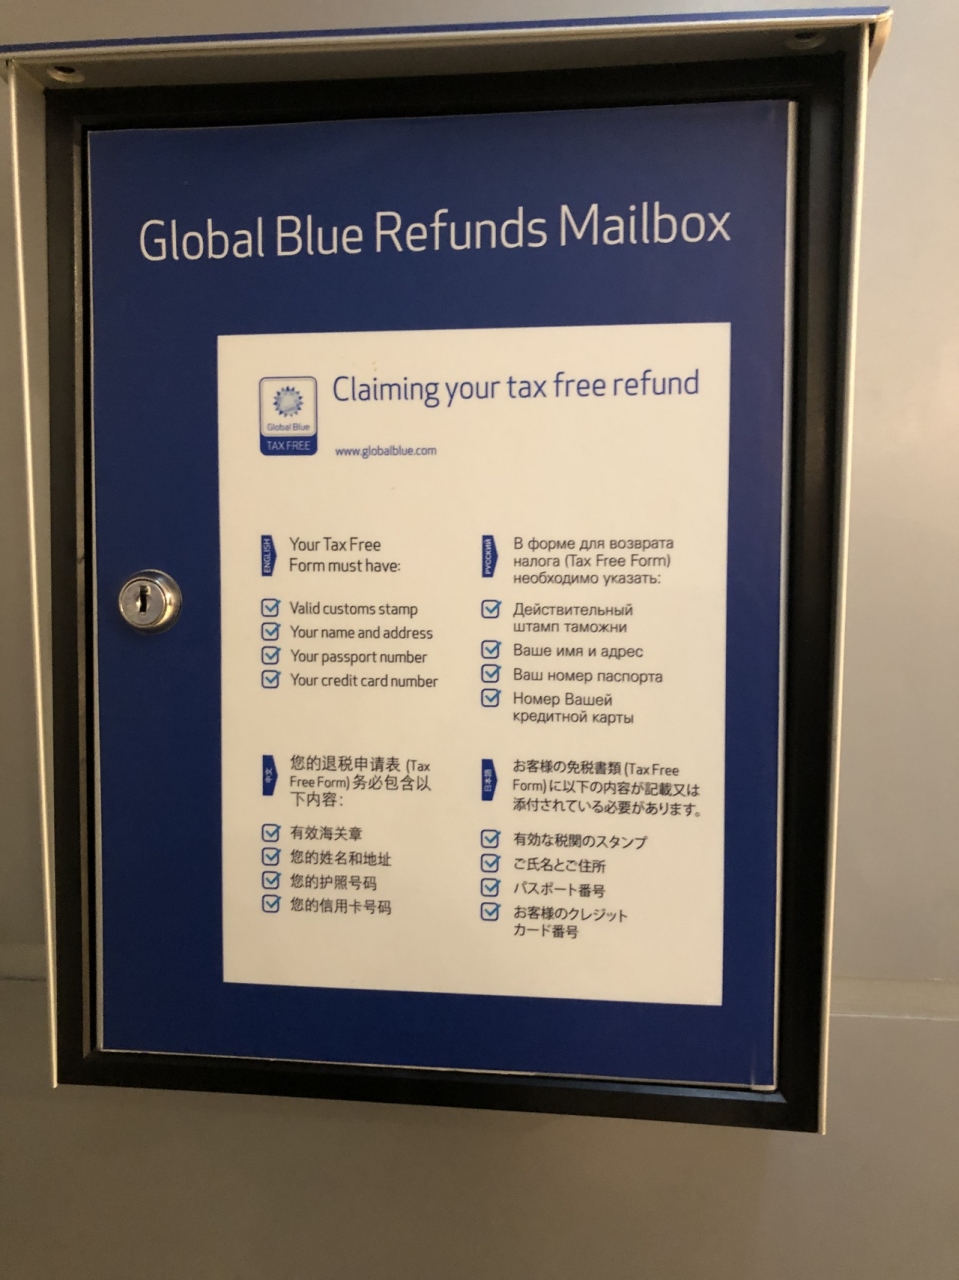 Global Blue Refunds Mailbox
Global Blue
TAX FREE
Claiming your tax free refund
www.globalblue.com
ENGLISH
Your Tax Free
Form must have:
Valid customs stamp
Your name and address
Your passport number
Your credit card number
РУССКИЙ
В форме для возврата
налога (Tax Free Form)
необходимо указать:
Действительный
штамп таможни
Ваше имя и адрес
Ваш номер паспорта
Номер Вашей
кредитной карты
中文
您的退税申请表 (Tax
Free Form) 务必包含以
下内容：
有效海关章
您的姓名和地址
您的护照号码
您的信用卡号码
日本語
お客様の免税書類 (Tax Free
Form) に以下の内容が記載又は
添付されている必要があります。
有効な税関のスタンプ
ご氏名とご住所
パスポート番号
お客様のクレジット
カード番号